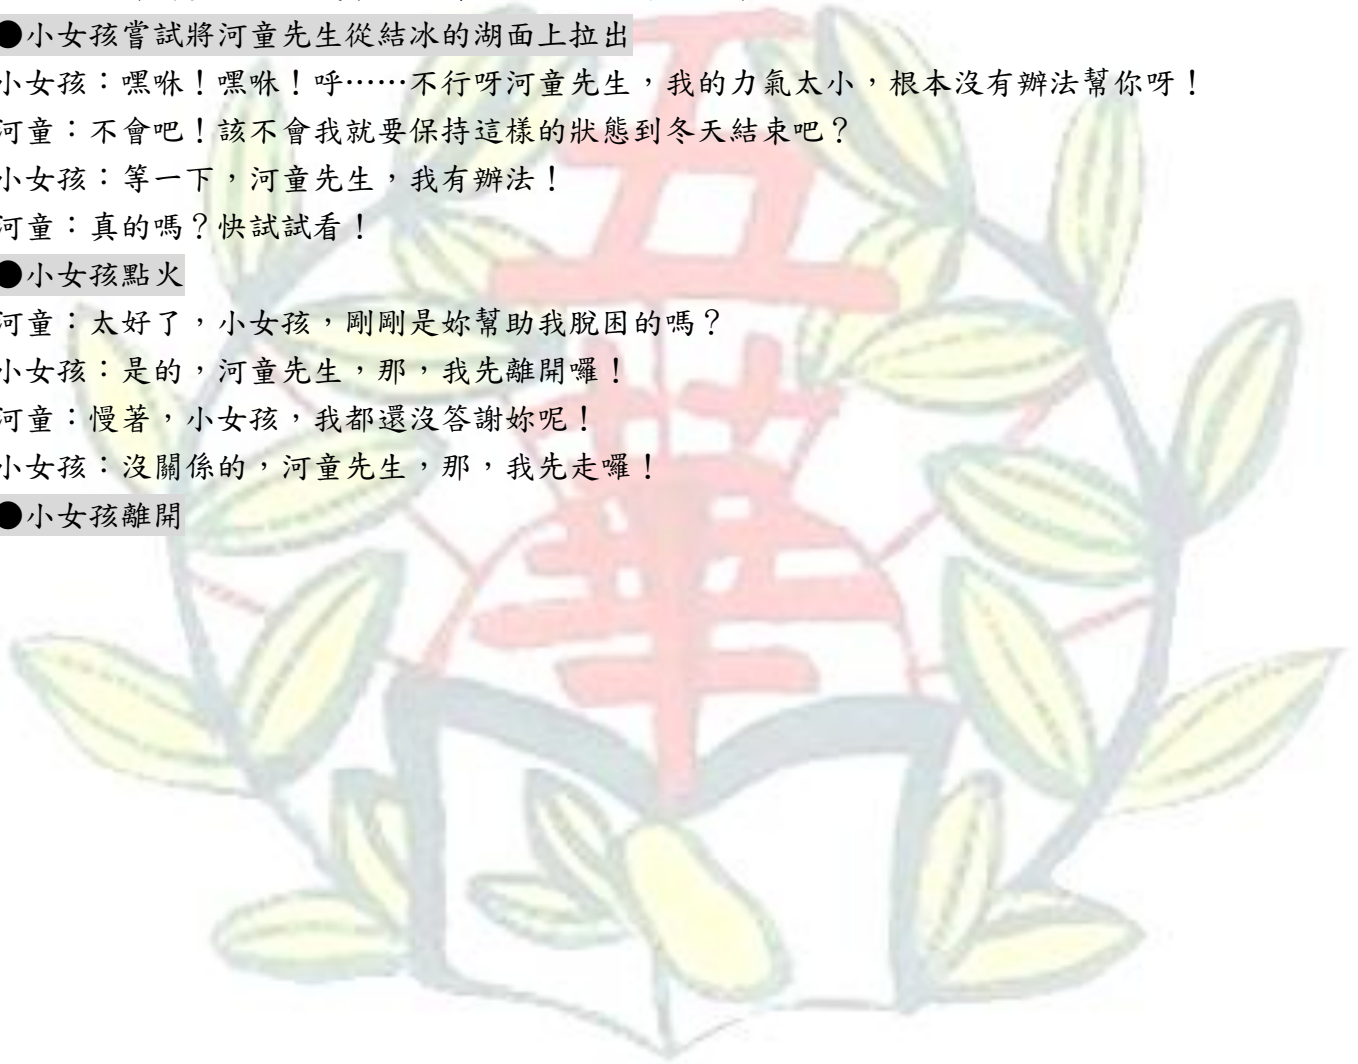 ●小女孩嘗試將河童先生從結冰的湖面上拉出
小女孩：嘿咻！嘿咻！呼……不行呀河童先生，我的力氣太小，根本沒有辦法幫你呀！
河童：不會吧！該不會我就要保持這樣的狀態到冬天結束吧？
小女孩：等一下，河童先生，我有辦法！
河童：真的嗎？快試試看！
●小女孩點火
河童：太好了，小女孩，剛剛是妳幫助我脫困的嗎？
小女孩：是的，河童先生，那，我先離開囉！
河童：慢著，小女孩，我都還沒答謝妳呢！
小女孩：沒關係的，河童先生，那，我先走囉！
●小女孩離開
五華